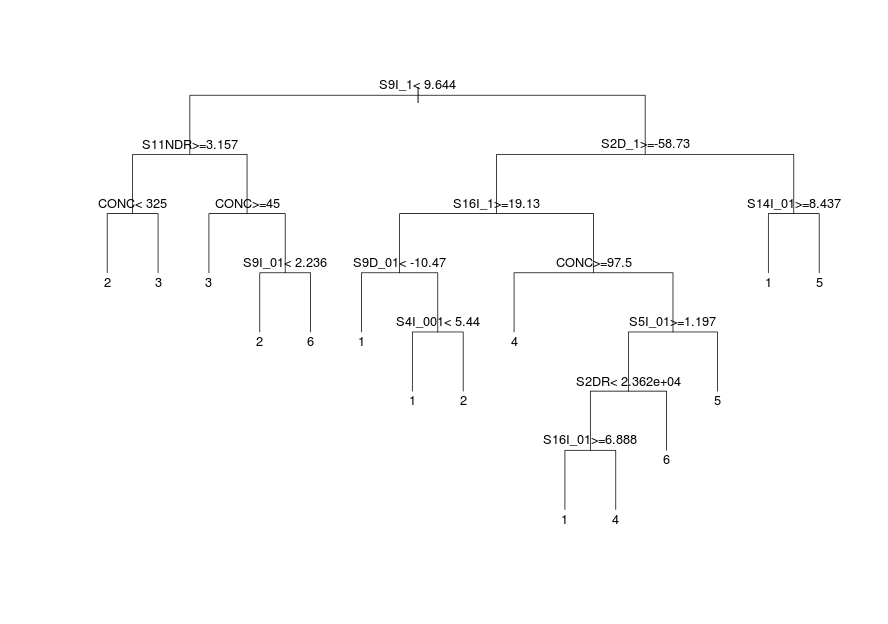 S9I_1< 9.644
S11NDR>=3.157
S2D_1>=-58.73
CONC< 325
CONC>=45
S16I_1>=19.13
S14I_01>=8.437
2
3
3
S9I_01< 2.236
S9D_01< -10.47
CONC>=97.5
1
5
2
6
1
S4I_001< 5.44
4
S5I_01>=1.197
1
2
S2DR< 2.362e+04
5
S16I_01>=6.888
6
1
4